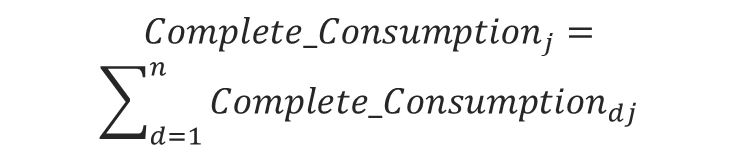 Complete_Consumption_j =
∑_{d=1}^{n} Complete_Consumption_{dj}